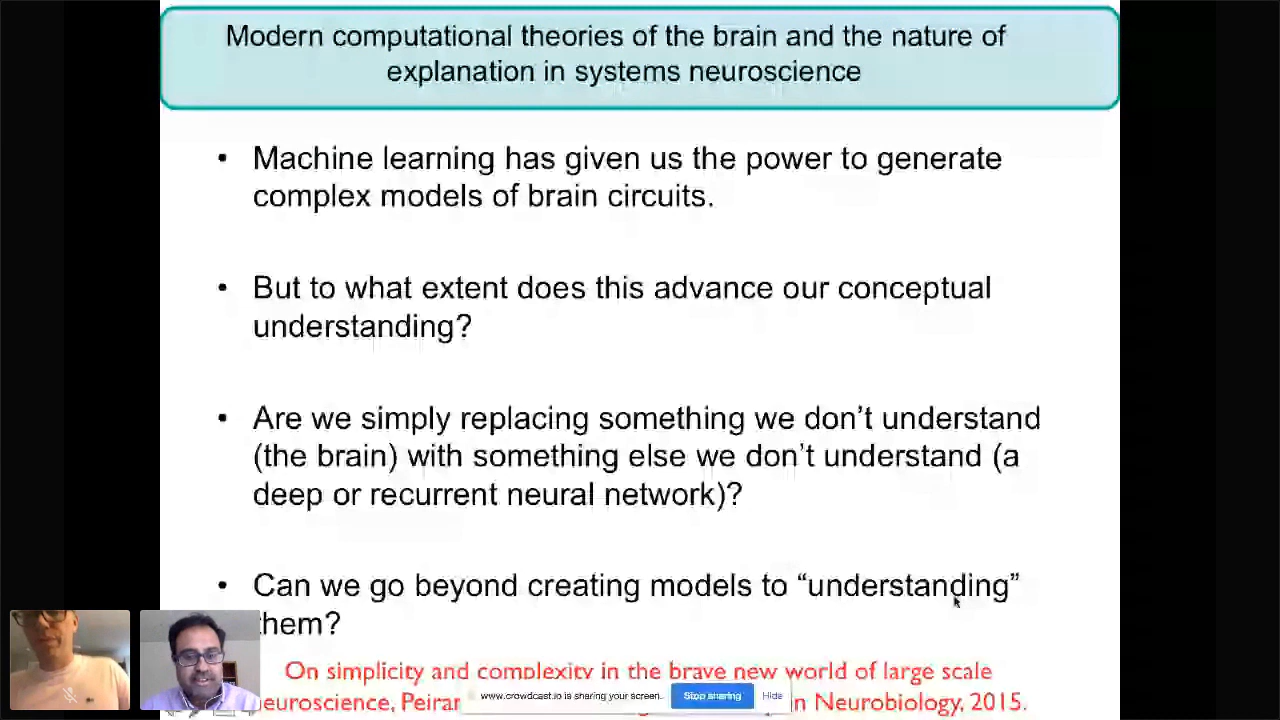 Modern computational theories of the brain and the nature of
explanation in systems neuroscience
• Machine learning has given us the power to generate
complex models of brain circuits.
• But to what extent does this advance our conceptual
understanding?
• Are we simply replacing something we don’t understand
(the brain) with something else we don’t understand (a
deep or recurrent neural network)?
• Can we go beyond creating models to “understanding”
them?
On simplicity and complexity in the brave new world of large scale
euroscience, Peiran in Neurobiology, 2015.
www.crowdcast.io is sharing your screen. Stop sharing Hide